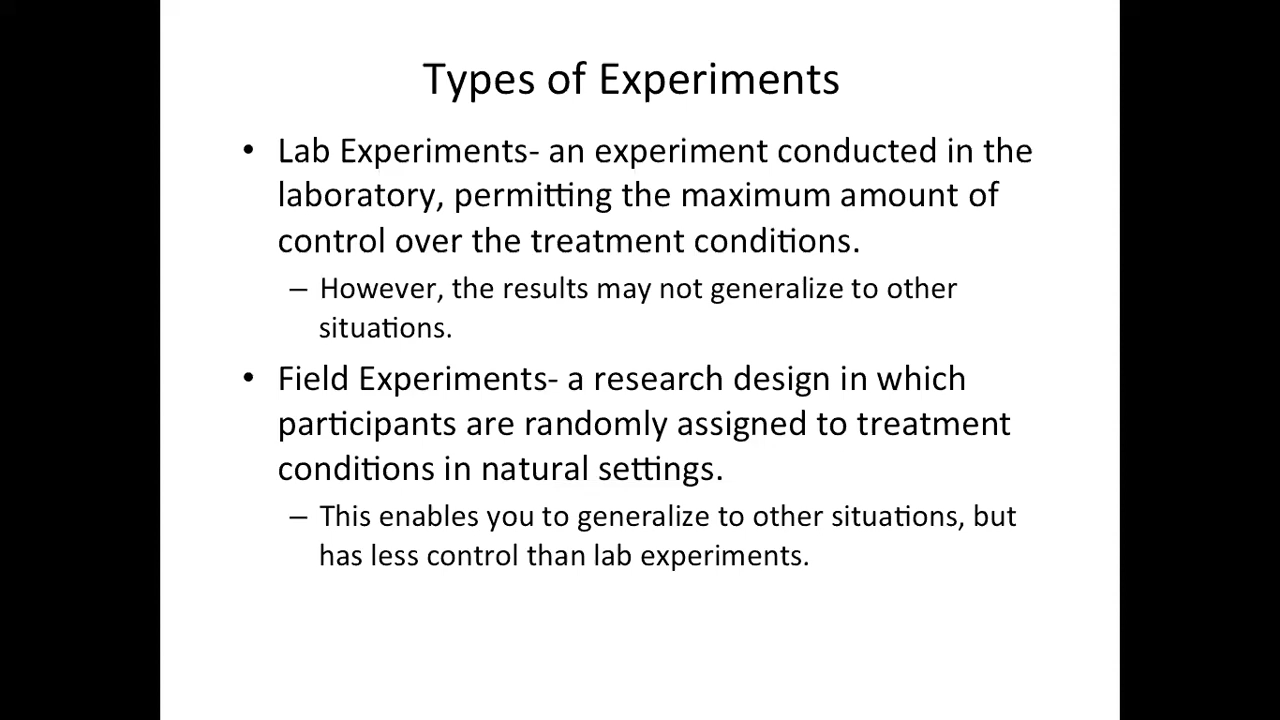 Types of Experiments
• Lab Experiments- an experiment conducted in the
laboratory, permitting the maximum amount of
control over the treatment conditions.
– However, the results may not generalize to other
situations.
• Field Experiments- a research design in which
participants are randomly assigned to treatment
conditions in natural settings.
– This enables you to generalize to other situations, but
has less control than lab experiments.